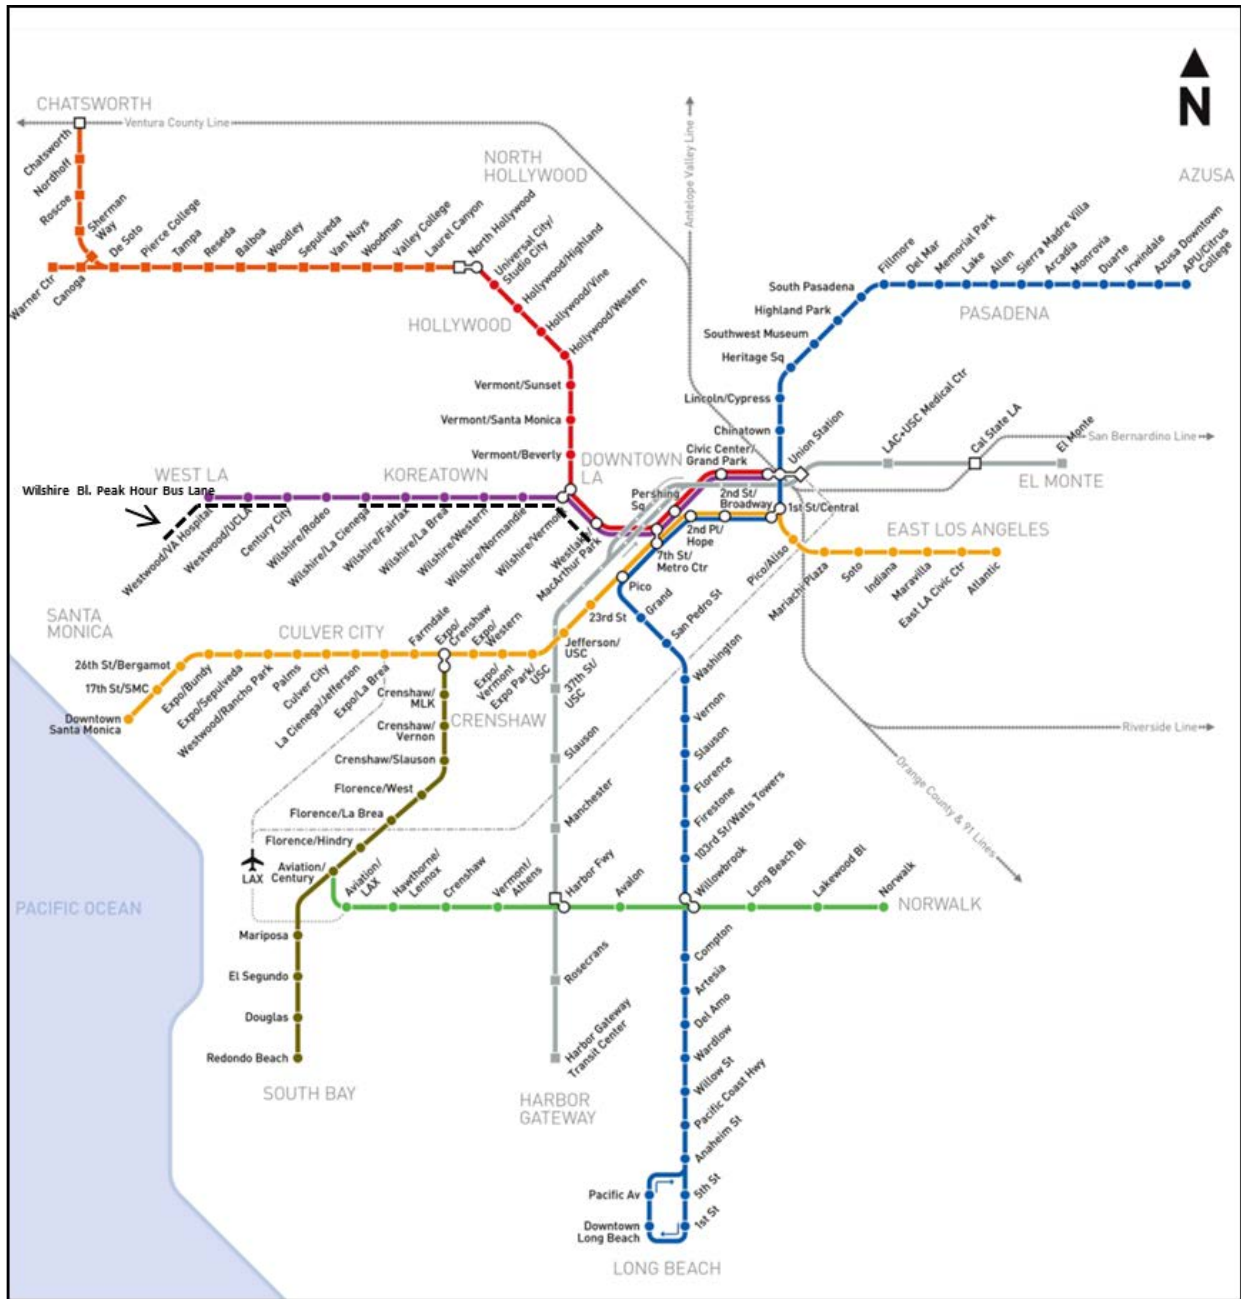 N
CHATSWORTH
Ventura County Line
Antelope Valley Line
NORTH
HOLLYWOOD
AZUSA
Chatsworth
Nordhoff
Roscoe
Sherman
Way
Warner Ctr
Canoga
De Soto
Pierce College
Tampa
Reseda
Balboa
Woodley
Sepulveda
Van Nuys
Woodman
Valley College
Laurel Canyon
North Hollywood
Universal City/
Studio City
Hollywood/Highland
Hollywood/Vine
Hollywood/Western
HOLLYWOOD
Vermont/Sunset
Vermont/Santa Monica
Vermont/Beverly
Fillmore
Del Mar
Memorial Park
Lake
Allen
Sierra Madre Villa
Arcadia
Monrovia
Duarte
Irwindale
Azusa Downtown
APU/Citrus
College
PASADENA
South Pasadena
Highland Park
Southwest Museum
Heritage Sq
Lincoln/Cypress
Chinatown
Union Station
LAC+USC Medical Ctr
Cal State LA
El Monte
San Bernardino Line
EL MONTE
WEST LA
KOREATOWN
DOWNTOWN
LA
Civic Center/
Grand Park
Pershing
Sq
2nd St/
Broadway
1st St/Central
2nd Pl/
Hope
7th St/
Metro Ctr
Wilshire Bl. Peak Hour Bus Lane
Westwood/VA Hospital
Westwood/UCLA
Century City
Wilshire/Rodeo
Wilshire/La Cienega
Wilshire/Fairfax
Wilshire/La Brea
Wilshire/Western
Wilshire/Normandie
Wilshire/Vermont
Westlake/
MacArthur Park
EAST LOS ANGELES
Pico/Aliso
Mariachi Plaza
Soto
Indiana
Maravilla
East LA Civic Ctr
Atlantic
Pico
Grand
San Pedro St
23rd St
Jefferson/
USC
37th St/
USC
SANTA
MONICA
CULVER CITY
26th St/Bergamot
17th St/SMC
Downtown
Santa Monica
Expo/Bundy
Expo/Sepulveda
Westwood/Rancho Park
Palms
Culver City
La Cienega/Jefferson
Expo/La Brea
Farmdale
Expo/
Crenshaw
Expo/
Western
Expo/
Vermont
Expo Park/
USC
Crenshaw/
MLK
Crenshaw/
Vernon
CRENSHAW
Crenshaw/Slauson
Florence/West
Florence/La Brea
Florence/Hindry
Aviation/
Century
LAX
Washington
Vernon
Slauson
Florence
Firestone
103rd St/Watts Towers
Slauson
Manchester
Riverside Line
Orange County & 91 Lines
Aviation/
LAX
Hawthorne/
Lennox
Crenshaw
Vermont/
Athens
Harbor Fwy
Avalon
Willowbrook
Long Beach Bl
Lakewood Bl
Norwalk
NORWALK
PACIFIC OCEAN
Mariposa
El Segundo
Douglas
Redondo Beach
SOUTH BAY
Rosecrans
Harbor Gateway
Transit Center
HARBOR
GATEWAY
Compton
Artesia
Del Amo
Wardlow
Willow St
Pacific Coast Hwy
Anaheim St
Pacific Av
5th St
Downtown
Long Beach
1st St
LONG BEACH